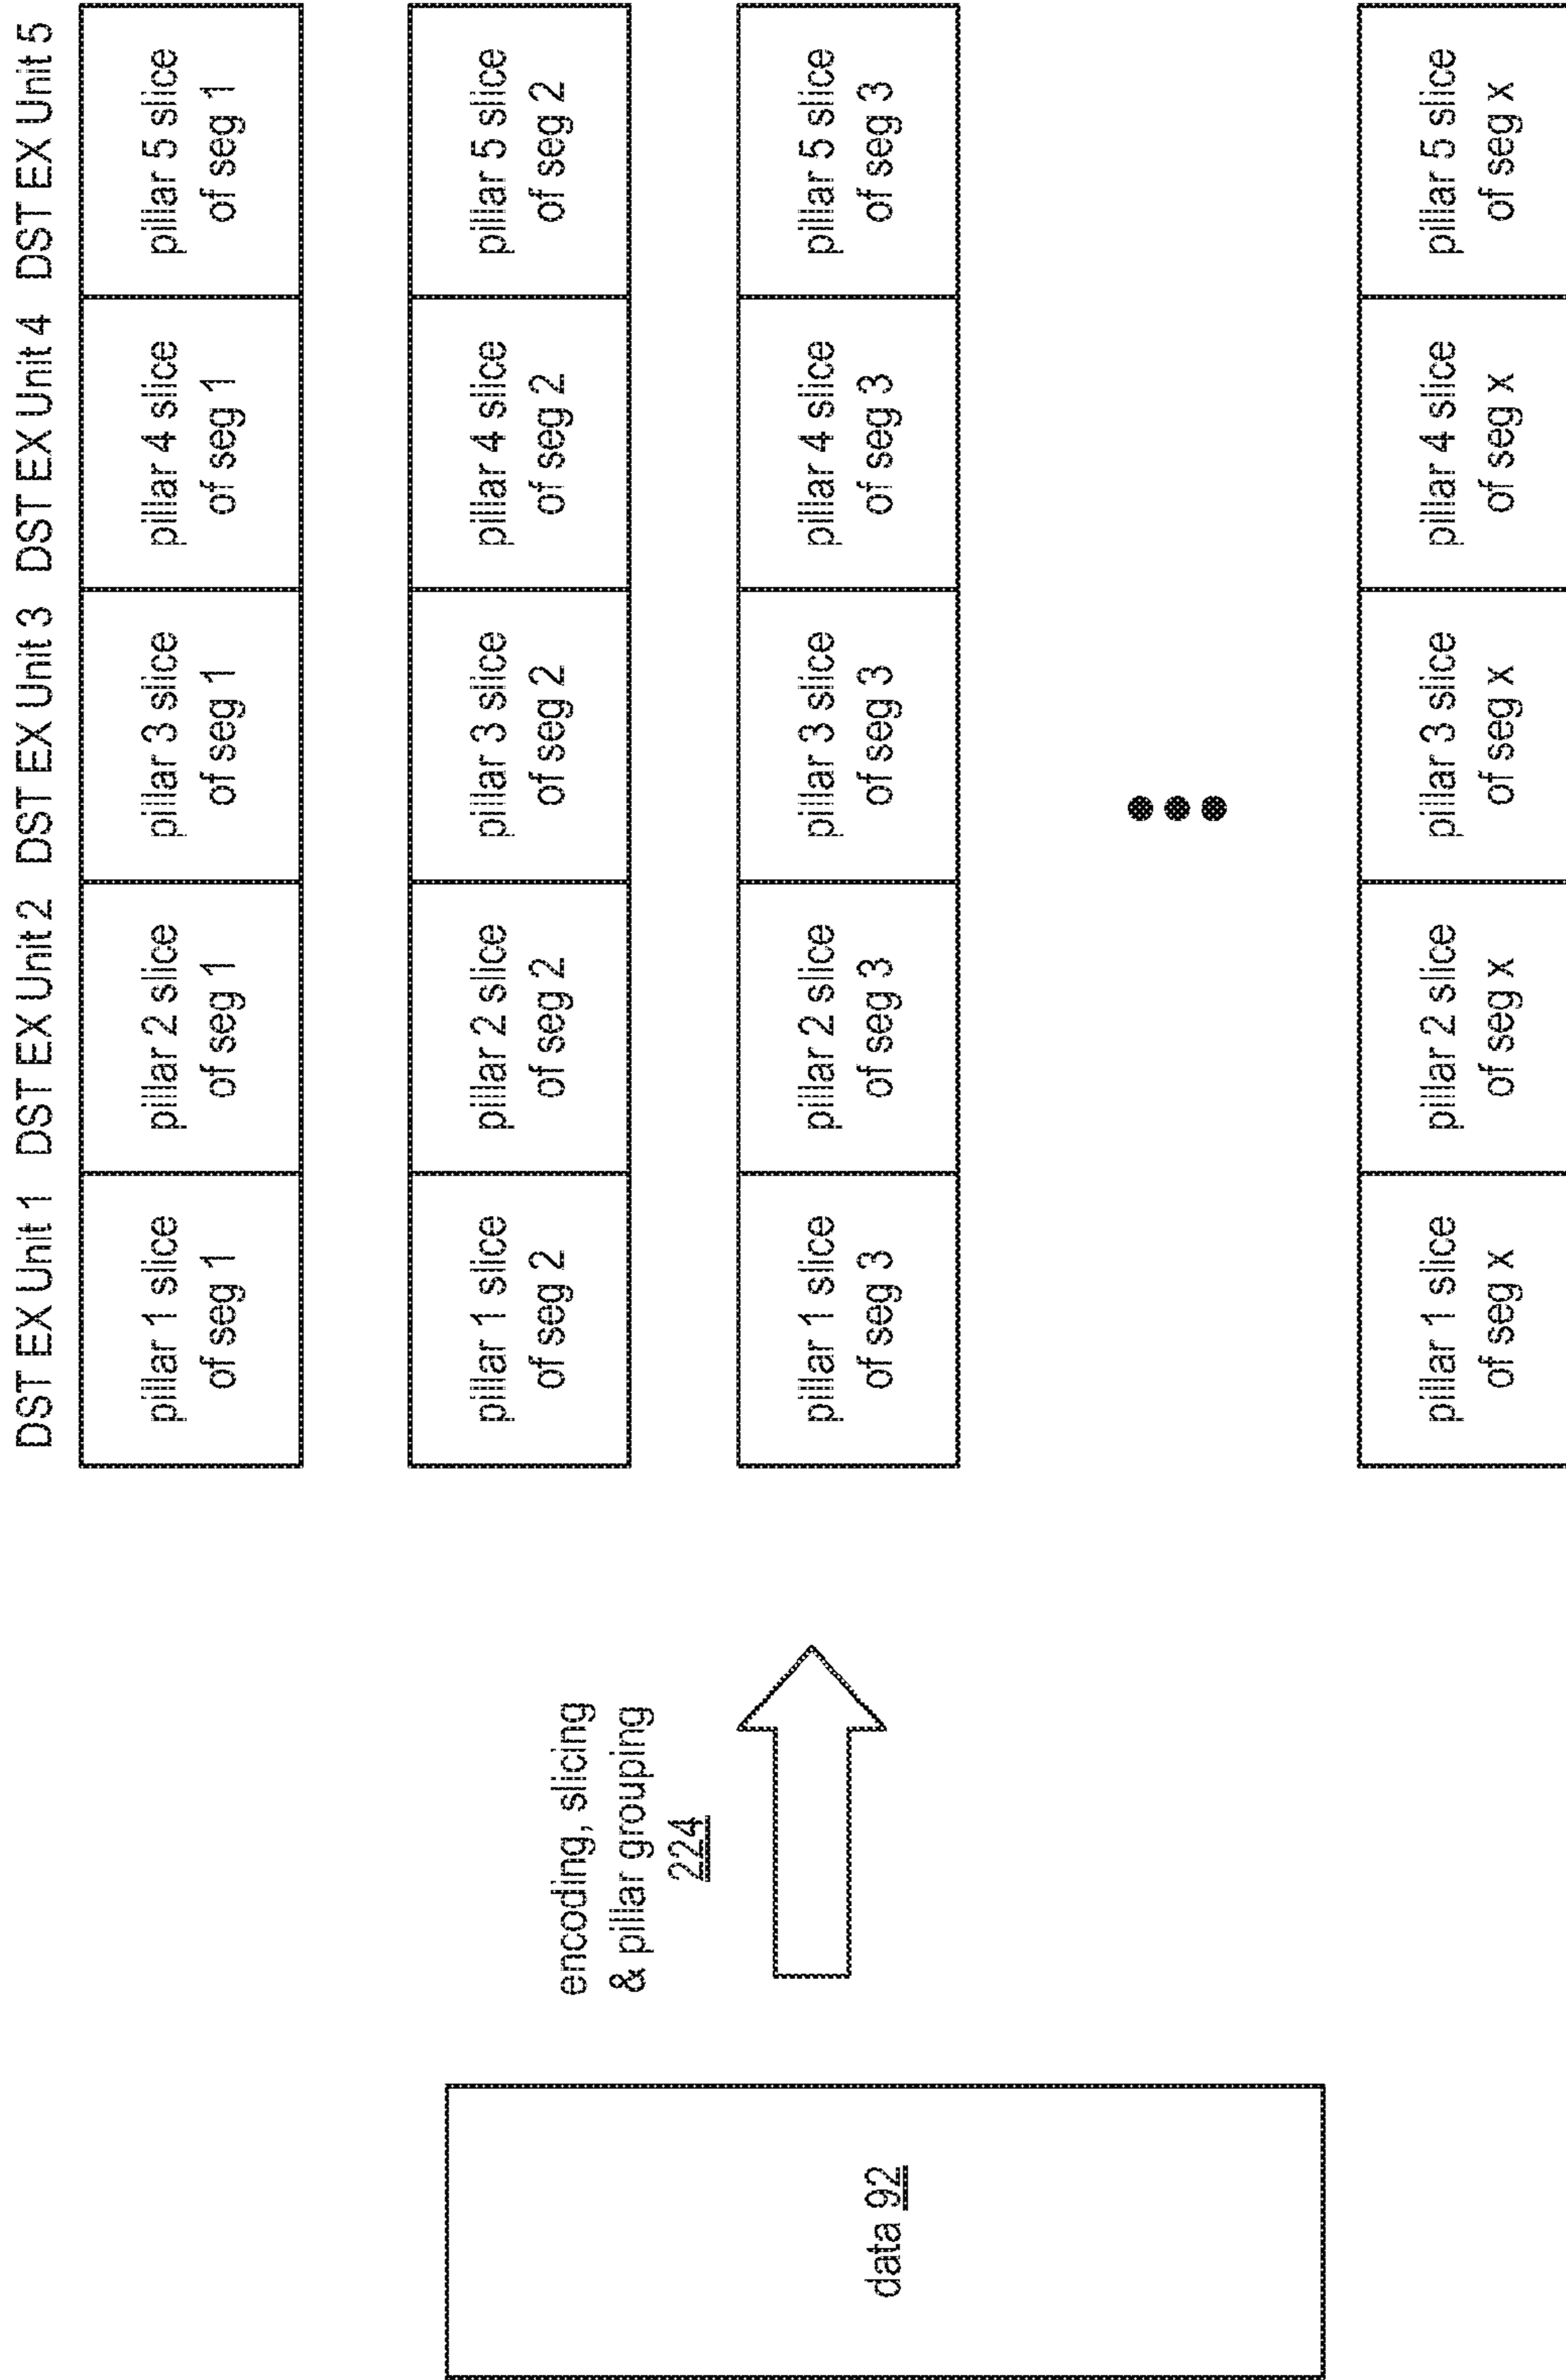 data 92
encoding, slicing
& pillar grouping
224
DST EX Unit 1 DST EX Unit 2 DST EX Unit 3 DST EX Unit 4 DST EX Unit 5
pillar 1 slice
of seg 1
pillar 2 slice
of seg 1
pillar 3 slice
of seg 1
pillar 4 slice
of seg 1
pillar 5 slice
of seg 1
pillar 1 slice
of seg 2
pillar 2 slice
of seg 2
pillar 3 slice
of seg 2
pillar 4 slice
of seg 2
pillar 5 slice
of seg 2
pillar 1 slice
of seg 3
pillar 2 slice
of seg 3
pillar 3 slice
of seg 3
pillar 4 slice
of seg 3
pillar 5 slice
of seg 3
pillar 1 slice
of seg x
pillar 2 slice
of seg x
pillar 3 slice
of seg x
pillar 4 slice
of seg x
pillar 5 slice
of seg x